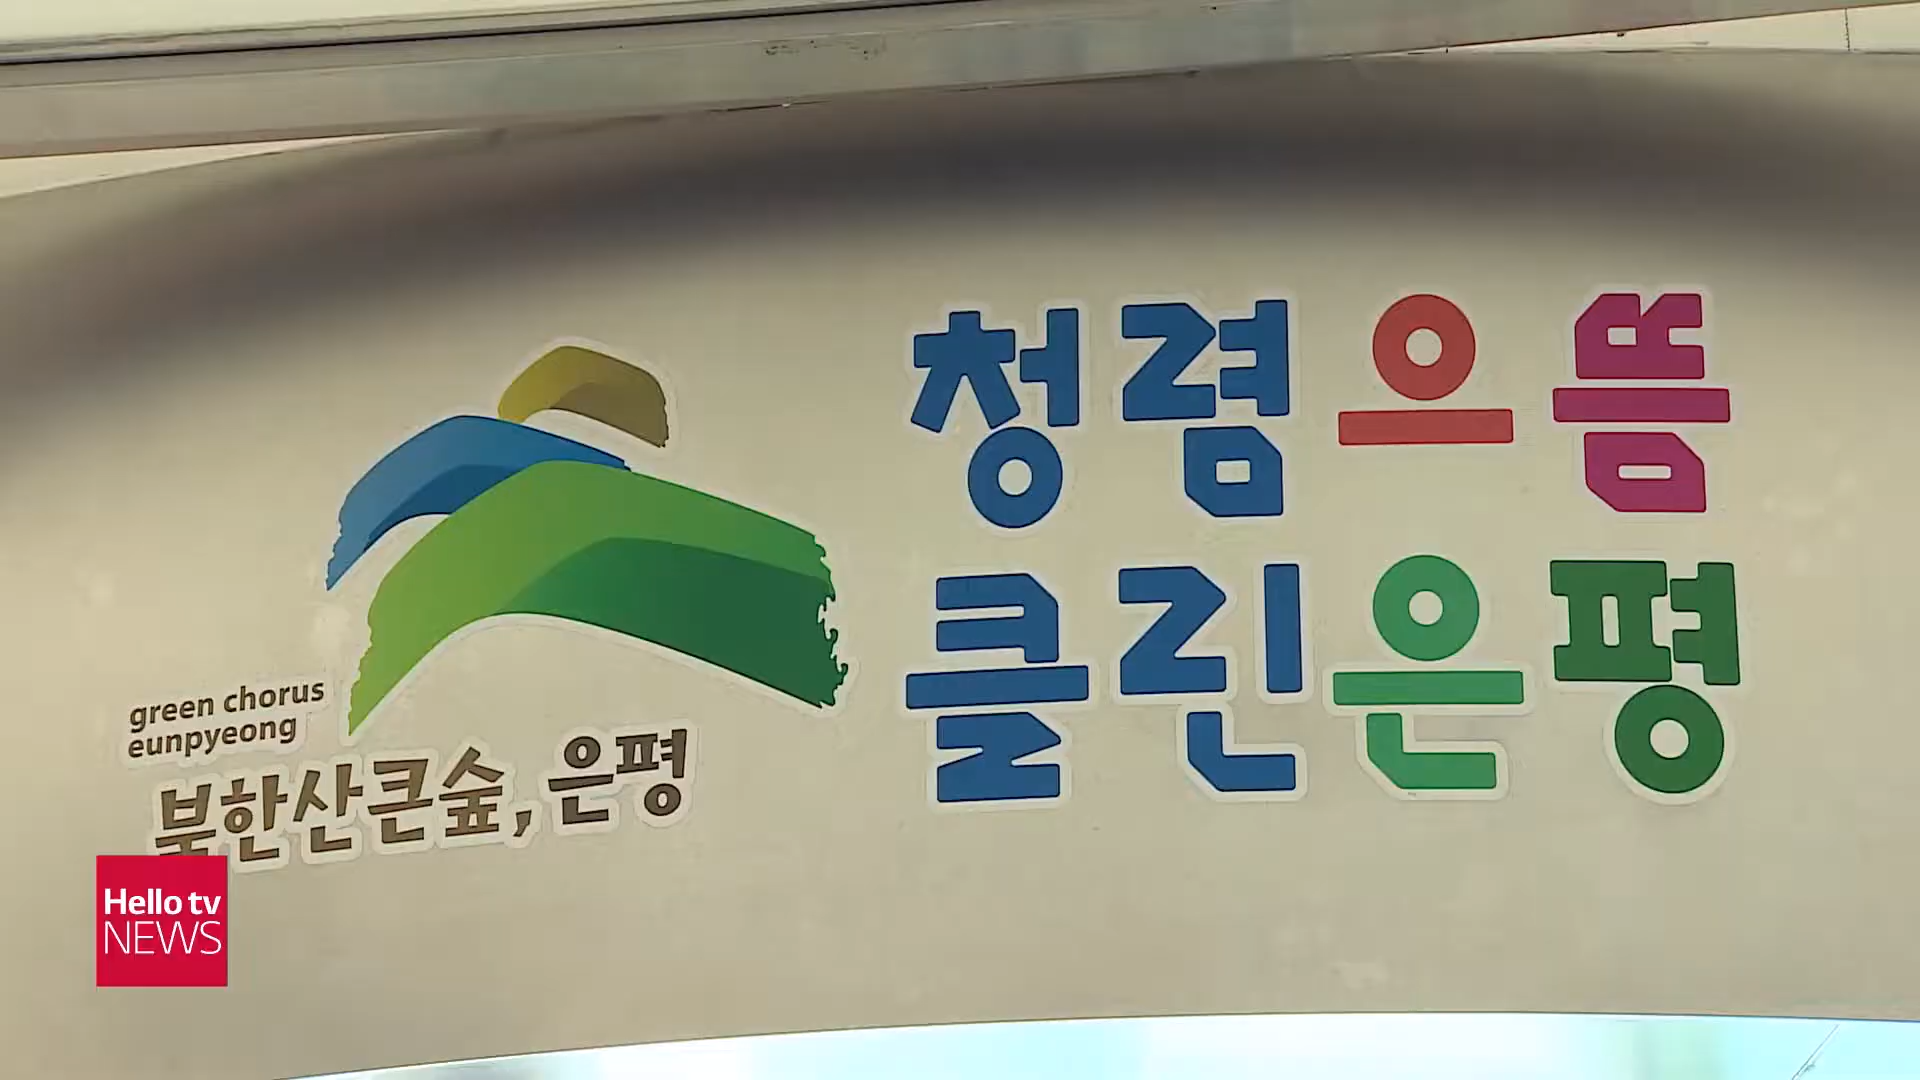 청렴으뜸
클린은평
green chorus
eunpyeong
북한산큰숲, 은평
Hello tv
NEWS